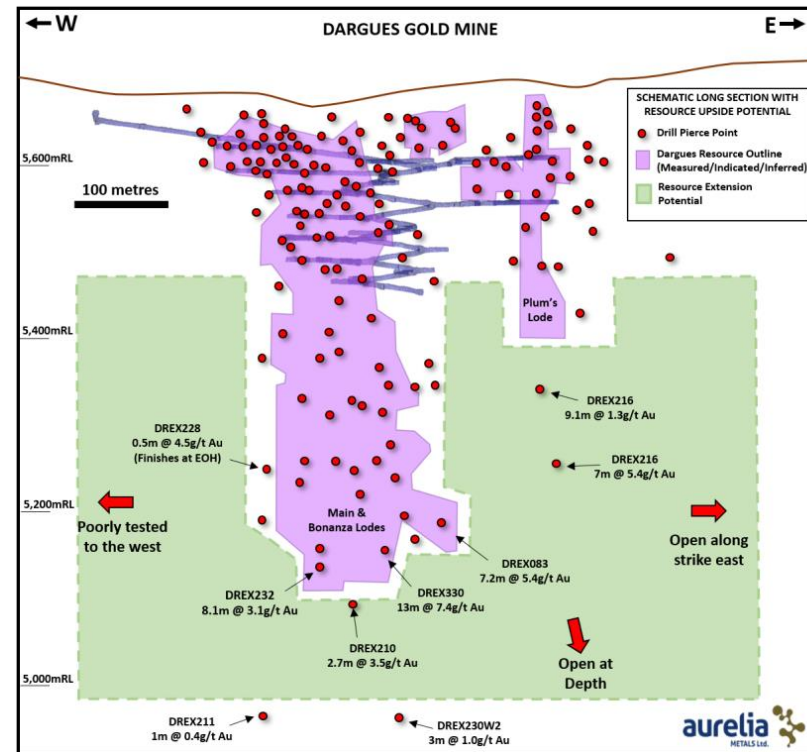 W
DARGUES GOLD MINE
E
SCHEMATIC LONG SECTION WITH
RESOURCE UPSIDE POTENTIAL
Drill Pierce Point
Dargues Resource Outline
(Measured/Indicated/Inferred)
Resource Extension
Potential
5,600mRL
100 metres
Plum's
Lode
5,400mRL
DREX216
9.1m @ 1.3g/t Au
DREX228
0.5m @ 4.5g/t Au
(Finishes at EOH)
DREX216
7m @ 5.4g/t Au
5,200mRL
Poorly tested
to the west
Main &
Bonanza Lodes
Open along
strike east
DREX083
7.2m @ 5.4g/t Au
DREX232
8.1m @ 3.1g/t Au
DREX330
13m @ 7.4g/t Au
DREX210
2.7m @ 3.5g/t Au
Open at
Depth
5,000mRL
DREX211
1m @ 0.4g/t Au
DREX230W2
3m @ 1.0g/t Au
aurelia
METALS Ltd.